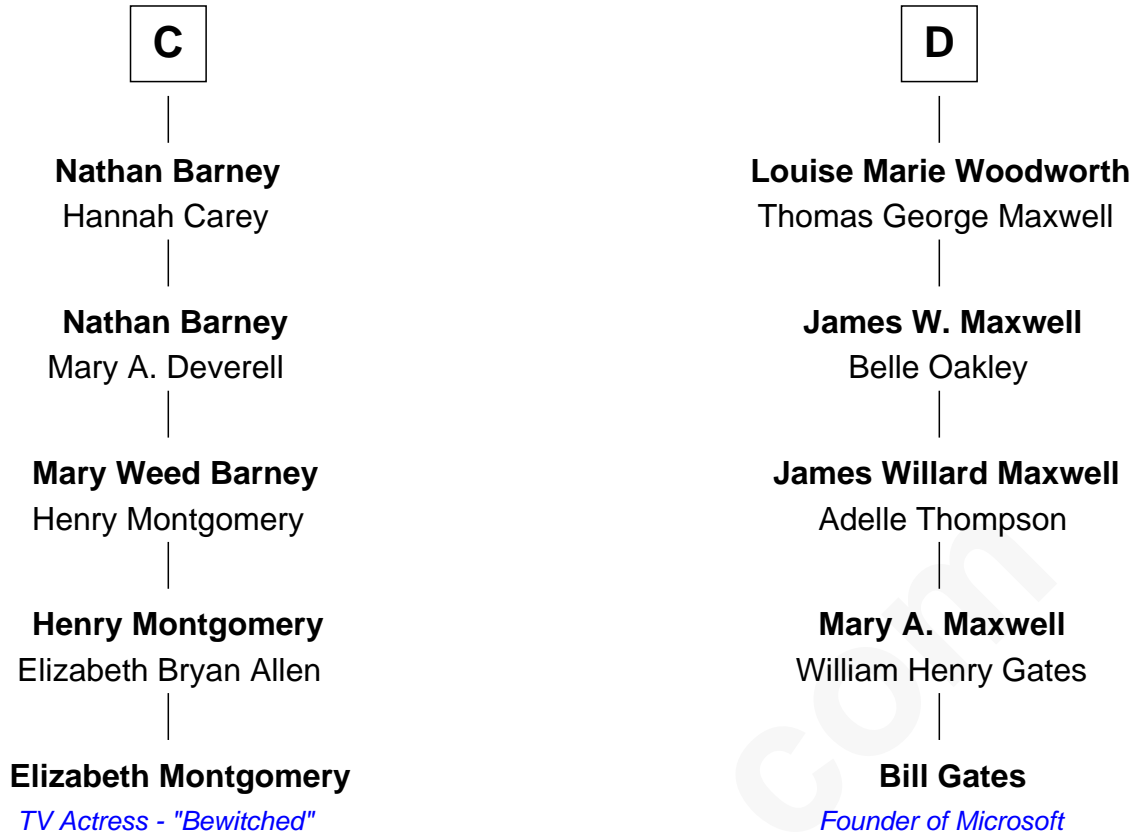 C
D
Nathan Barney
Hannah Carey
Louise Marie Woodworth
Thomas George Maxwell
Nathan Barney
Mary A. Deverell
James W. Maxwell
Belle Oakley
Mary Weed Barney
Henry Montgomery
James Willard Maxwell
Adelle Thompson
Henry Montgomery
Elizabeth Bryan Allen
Mary A. Maxwell
William Henry Gates
Elizabeth Montgomery
TV Actress - "Bewitched"
Bill Gates
Founder of Microsoft
com